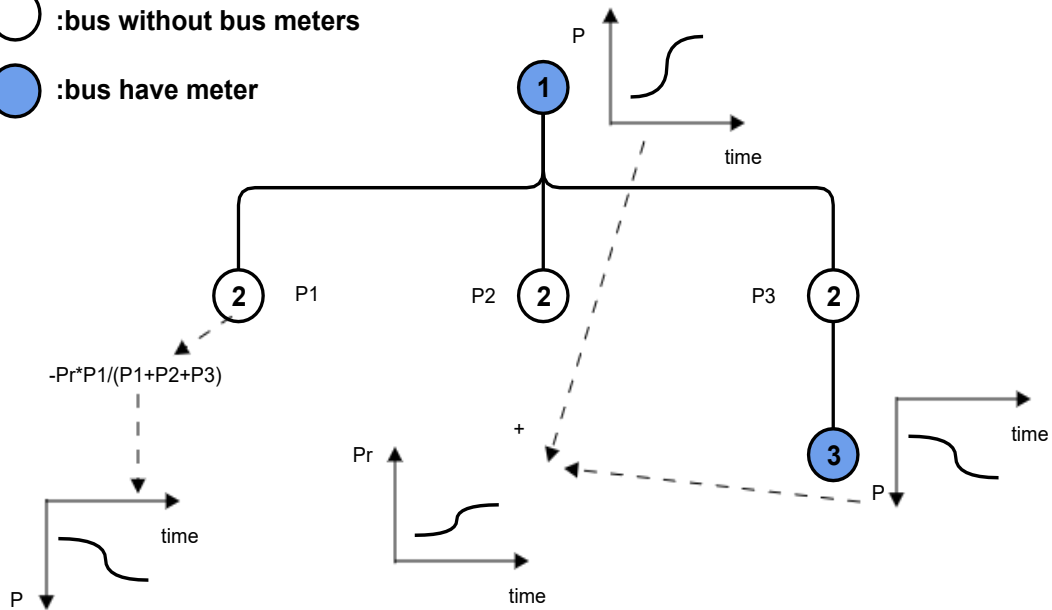 :bus without bus meters
:bus have meter
P
1
time
2
P1
P2
2
P3
2
-Pr*P1/(P1+P2+P3)
+
time
3
Pr
P
time
time
P